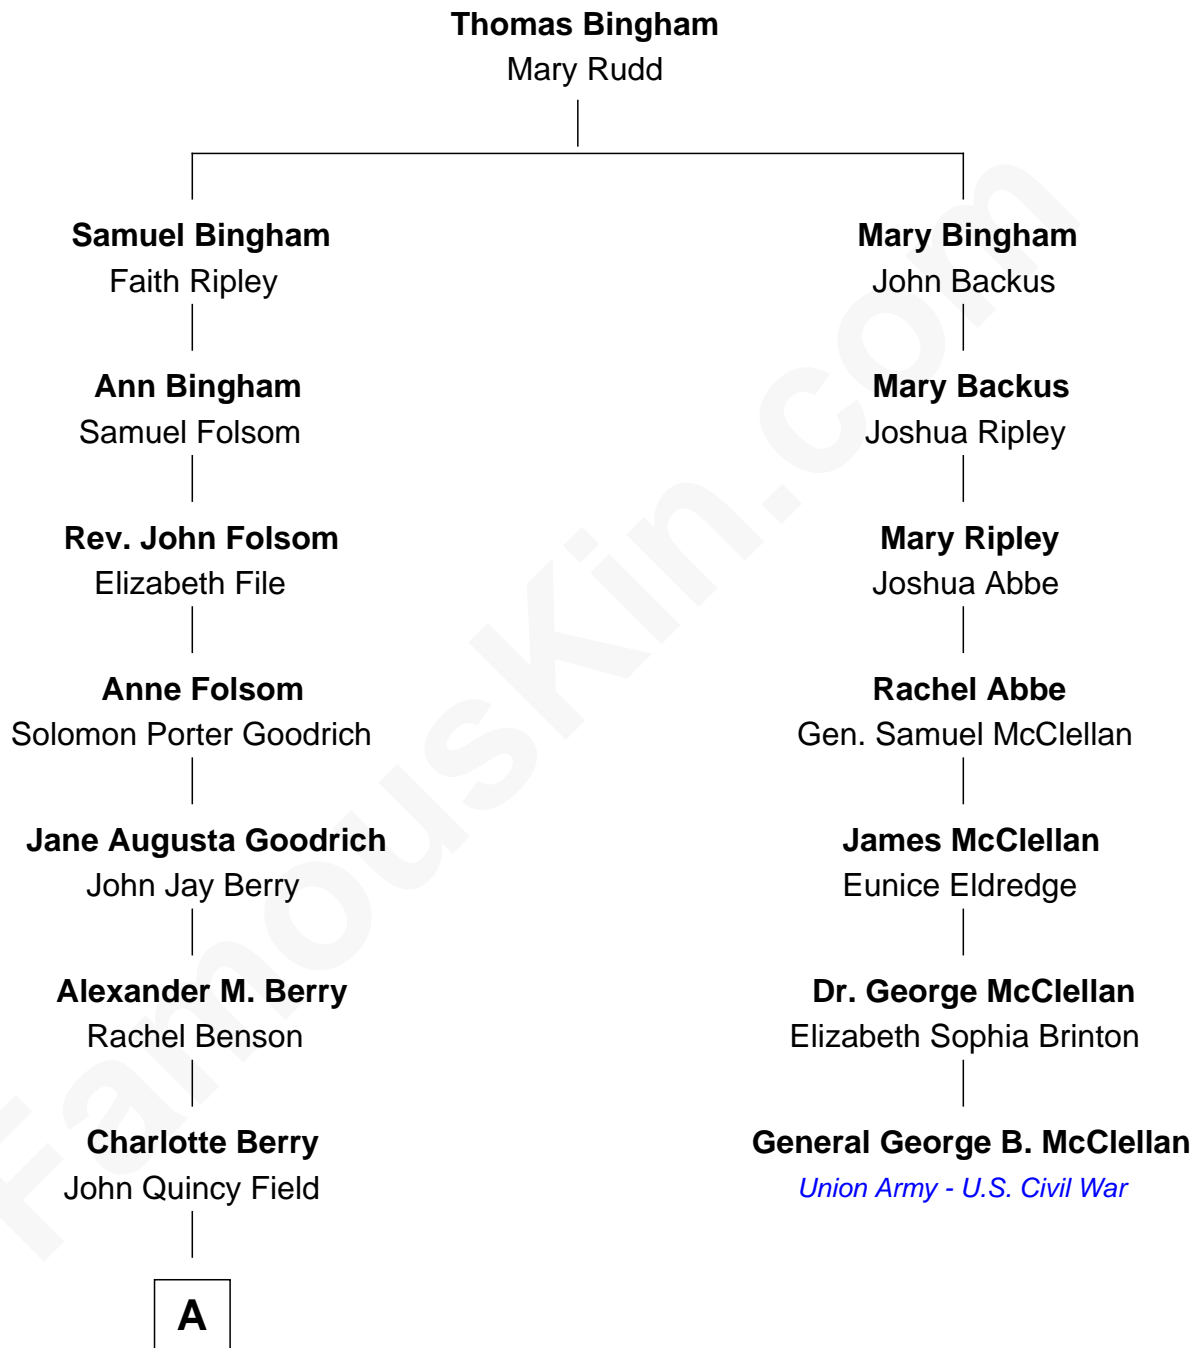 Thomas Bingham
Mary Rudd
Samuel Bingham
Faith Ripley
Mary Bingham
John Backus
Ann Bingham
Samuel Folsom
Mary Backus
Joshua Ripley
Rev. John Folsom
Elizabeth File
Mary Ripley
Joshua Abbe
Anne Folsom
Solomon Porter Goodrich
Rachel Abbe
Gen. Samuel McClellan
Jane Augusta Goodrich
John Jay Berry
James McClellan
Eunice Eldredge
Alexander M. Berry
Rachel Benson
Dr. George McClellan
Elizabeth Sophia Brinton
Charlotte Berry
John Quincy Field
General George B. McClellan
Union Army - U.S. Civil War
A
FamousKin.com